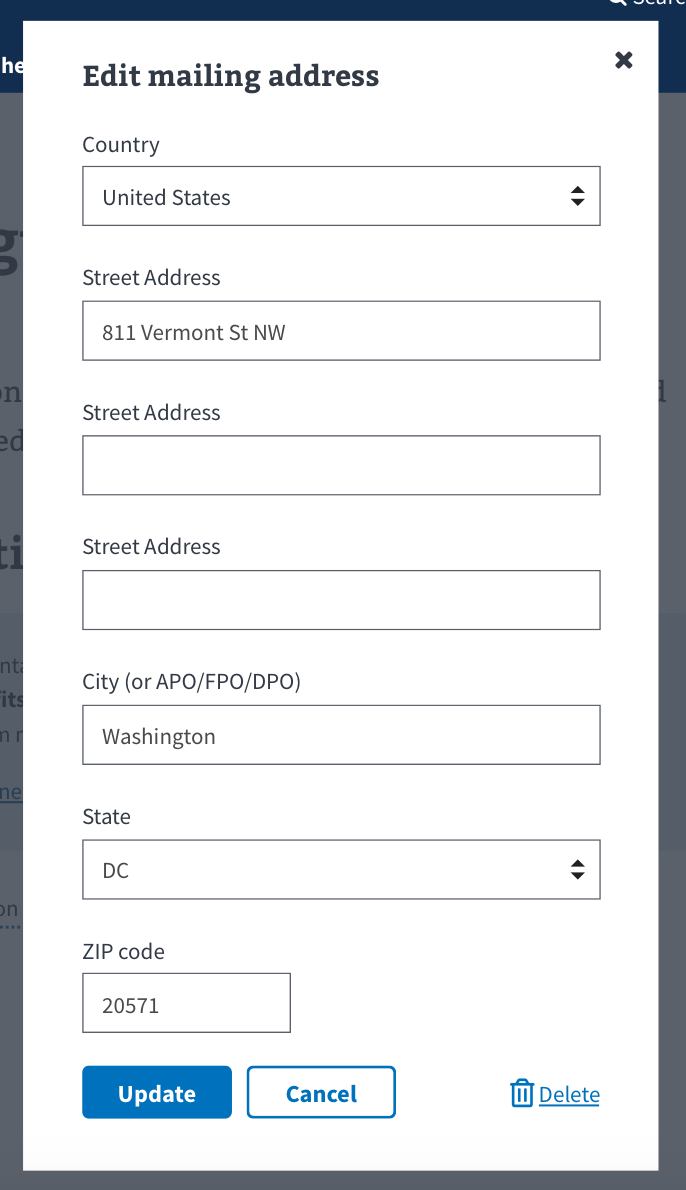 Edit mailing address
Country
United States
Street Address
811 Vermont St NW
Street Address
Street Address
City (or APO/FPO/DPO)
Washington
State
DC
ZIP code
20571
Update
Cancel
Delete